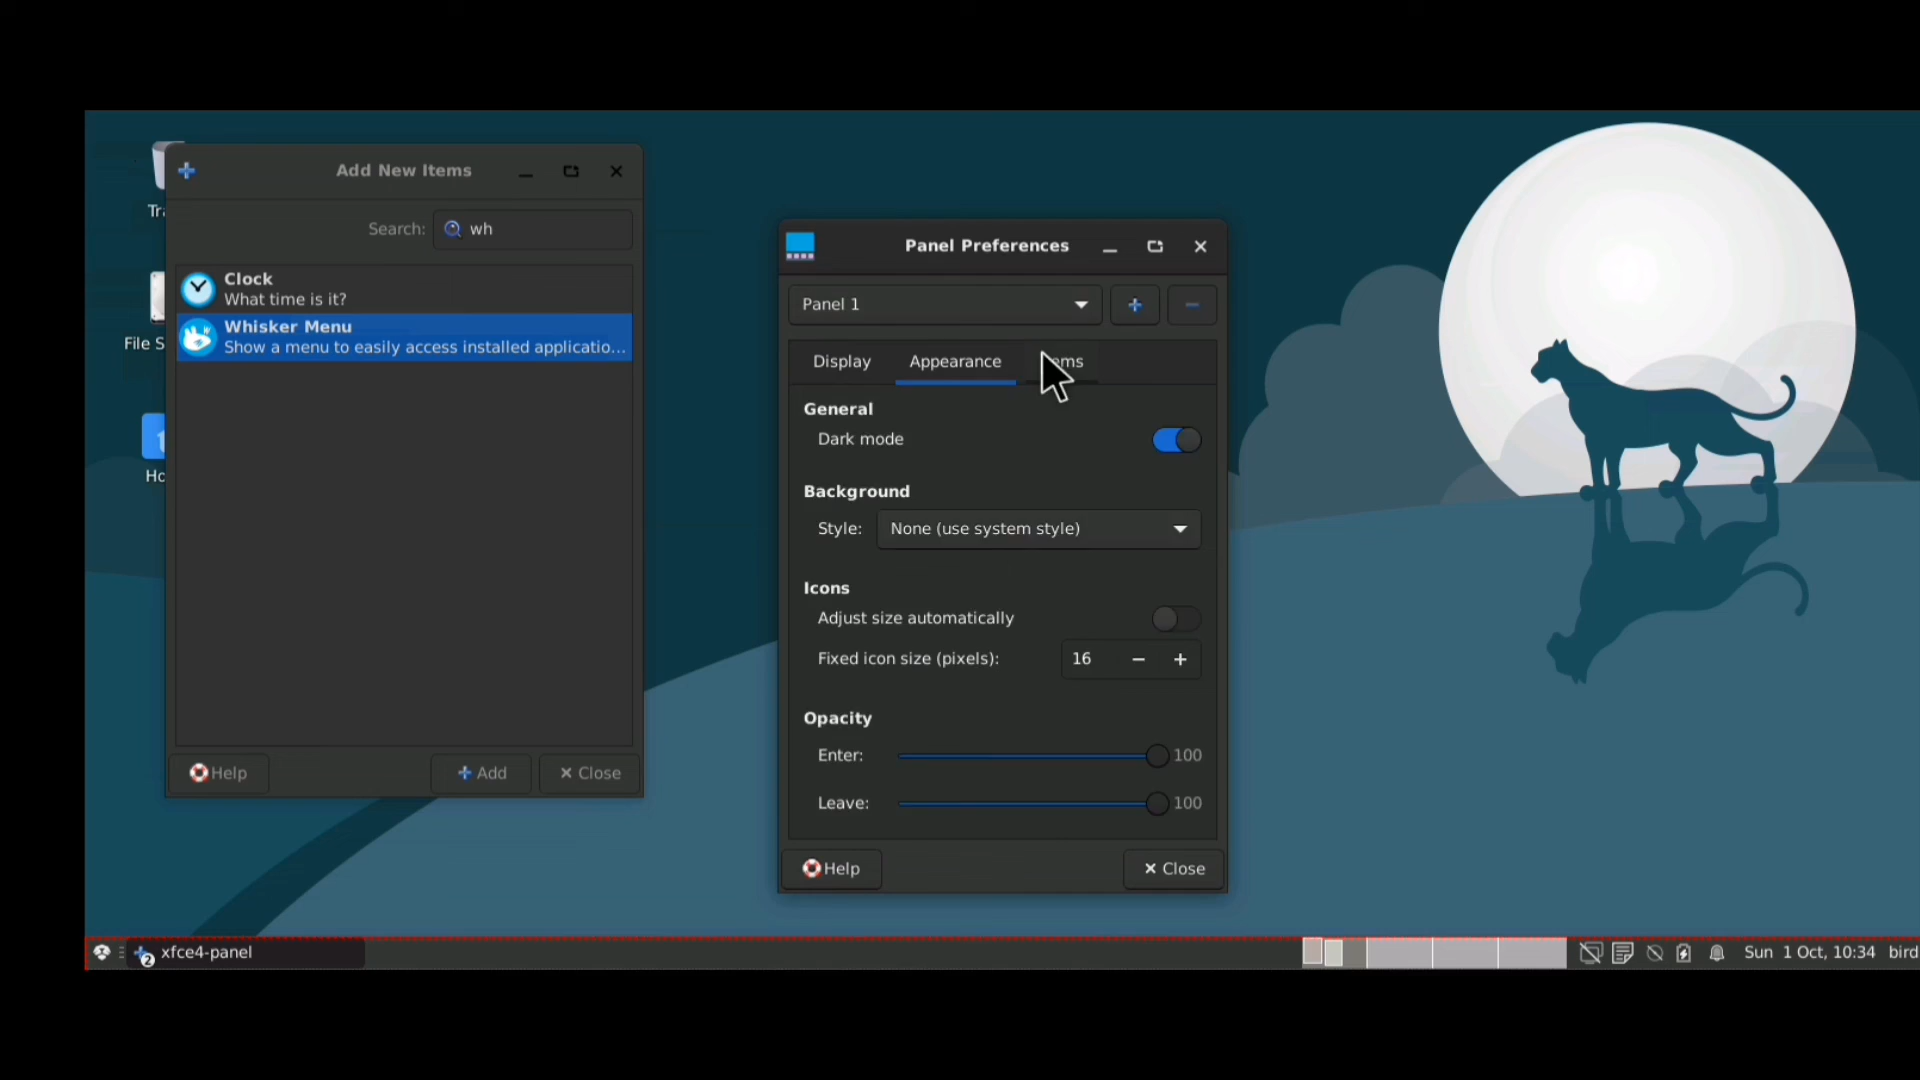 Add New Items
Search: wh
Clock
What time is it?
Whisker Menu
Show a menu to easily access installed applicatio...
Help
Add
Close
File S
Panel Preferences
Panel 1
Display Appearance
General
Dark mode
Background
Style: None (use system style)
Icons
Adjust size automatically
Fixed icon size (pixels): 16
Opacity
Enter: 100
Leave: 100
Help
Close
2 xfce4-panel
Sun 1 Oct, 10:34 bird